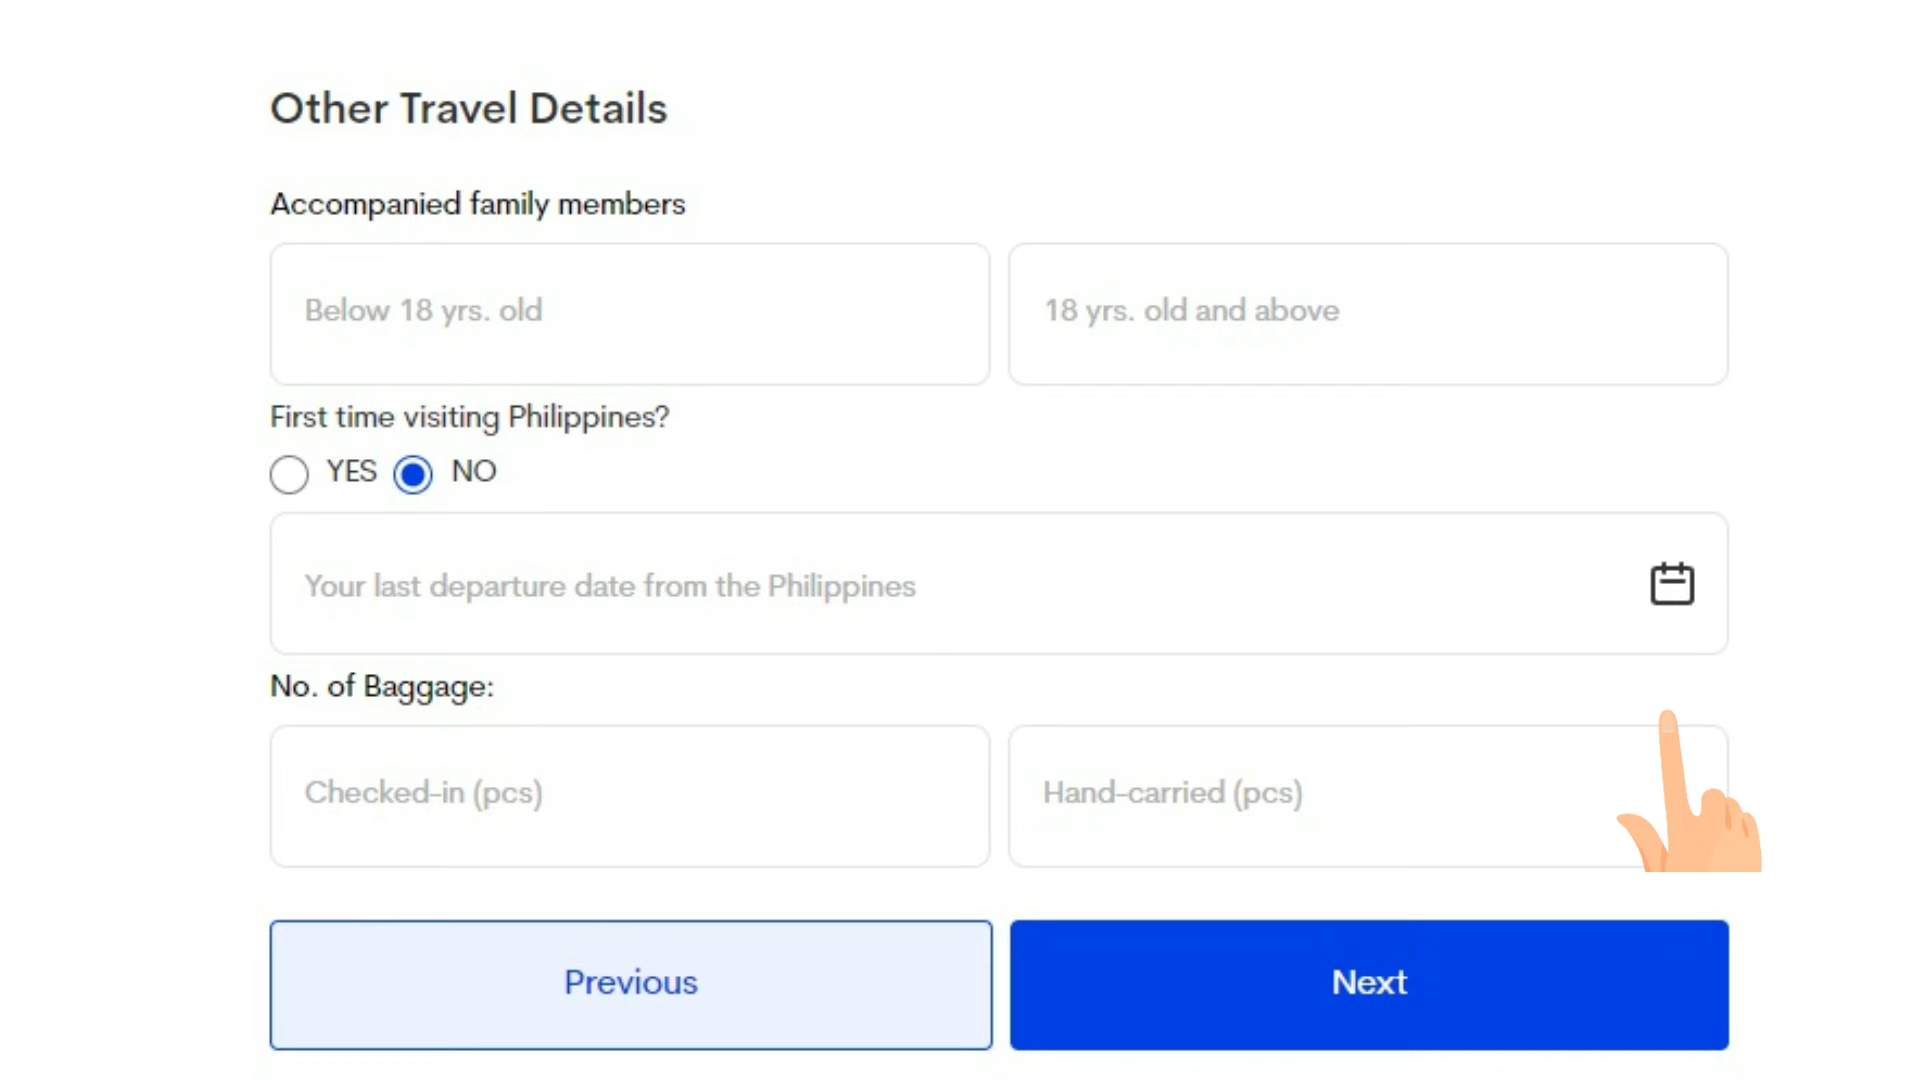 Other Travel Details
Accompanied family members
Below 18 yrs. old
18 yrs. old and above
First time visiting Philippines?
YES NO
Your last departure date from the Philippines
No. of Baggage:
Checked-in (pcs)
Hand-carried (pcs)
Previous
Next